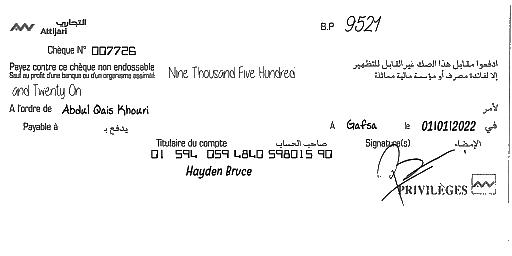 التجاري
Attijari
B.P 9521
Chèque N° 007726
Payez contre ce chèque non endossable
Sauf au profit d'une banque ou d'un organisme assimilé
Nine Thousand Five Hundred
ادفعوا مقابل هذا الصك غير القابل للتظهير
إلا لفائدة مصرف أو مؤسسة مالية مماثلة
and Twenty On
A l'ordre de Abdul Qais Khouri
لأمر
Payable à يدفع بـ
A Gafsa le 01/01/2022 في
Titulaire du compte صاحب الحساب
Signature(s) الإمضاء
01 594 059 4840 598015 90
Hayden Bruce
PRIVILÈGES